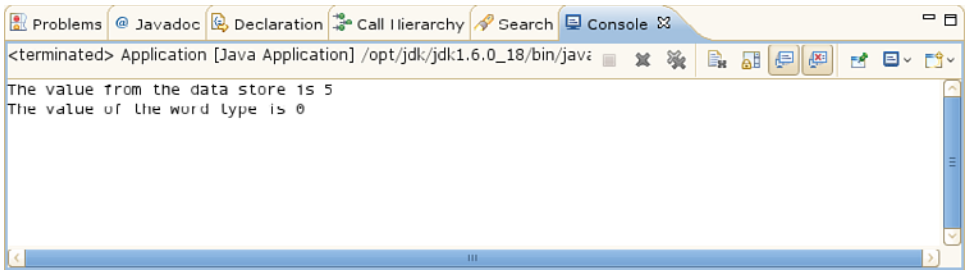 Problems @ Javadoc Declaration Call Hierarchy Search Console
<terminated> Application [Java Application] /opt/jdk/jdk1.6.0_18/bin/java
The value from the data store is 5
The value of the word type is 0